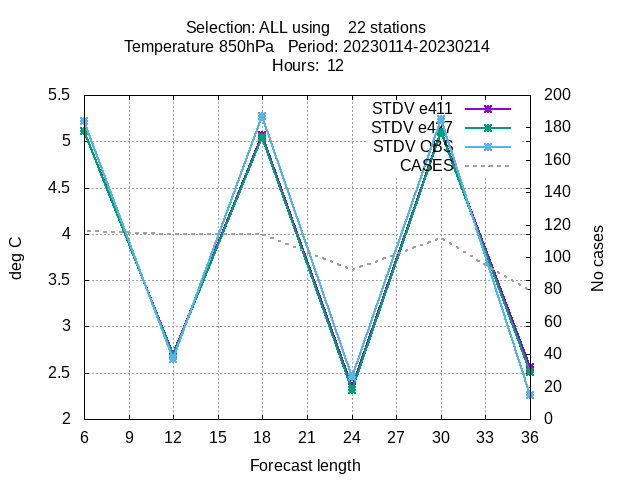 Selection: ALL using 22 stations
Temperature 850hPa Period: 20230114-20230214
Hours: 12
5.5
5
4.5
4
3.5
3
2.5
2
200
180
160
140
120
100
80
60
40
20
0
STDV e411
STDV e477
STDV OBS
CASES
deg C
No cases
6 9 12 15 18 21 24 27 30 33 36
Forecast length